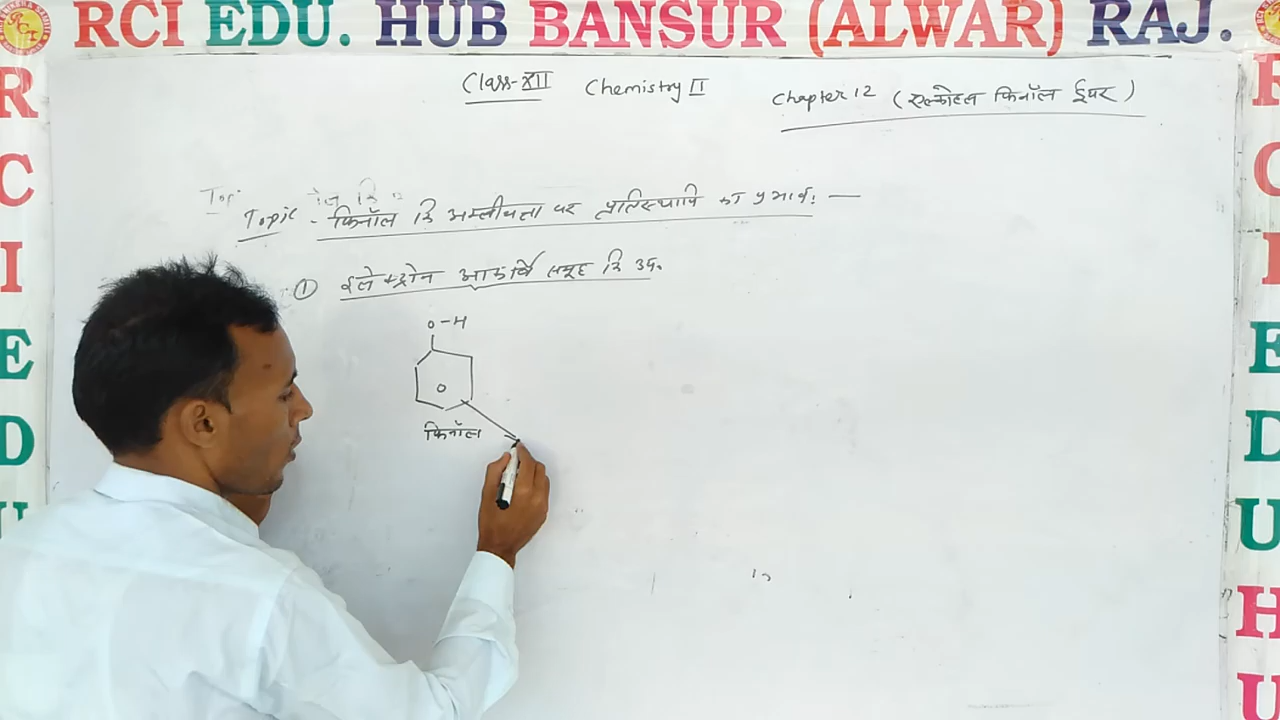 RCI EDU. HUB BANSUR (ALWAR) RAJ.
Class-XII Chemistry II Chapter 12 (एल्कोहल फिनॉल ईथर)
Top
Topic - फिनॉल कि अम्लीयता पर प्रतिस्थापि का प्रभाव: —
① इलेक्ट्रोन आकर्षि समूह कि उप.
O-H
फिनॉल
R
C
I
E
D
U
R
C
I
E
D
U
H
U